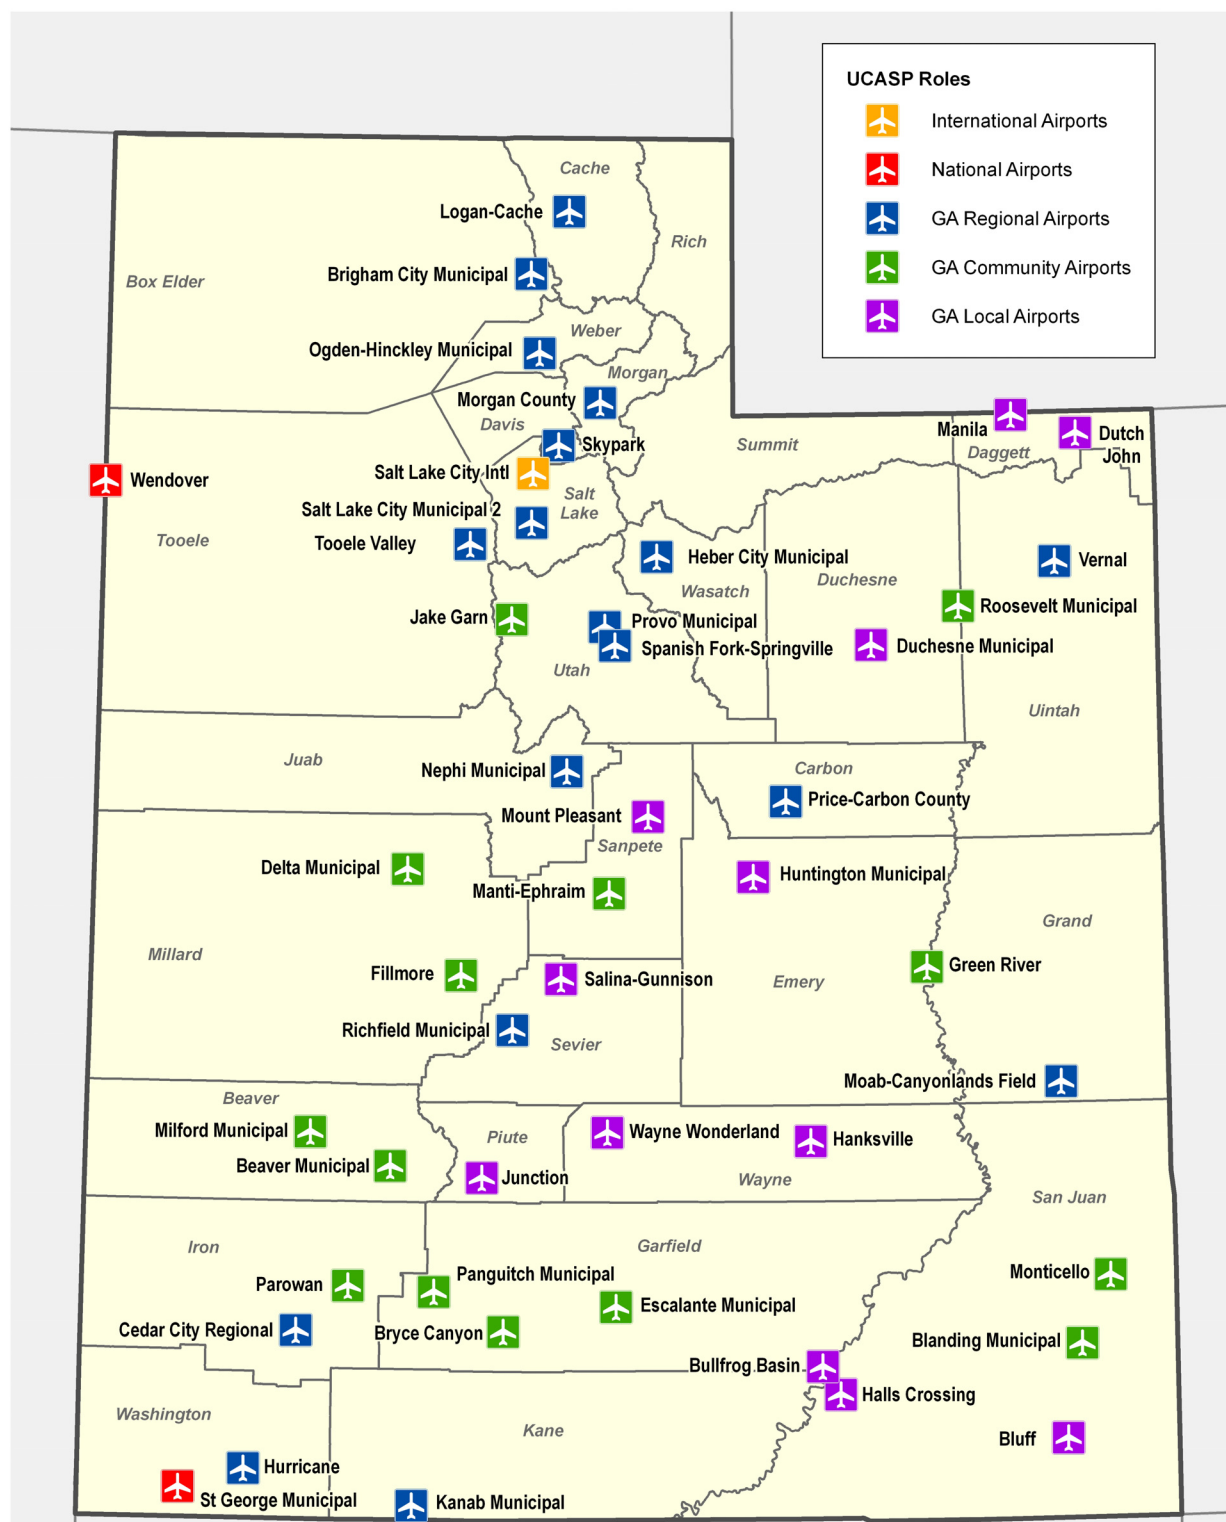 UCASP Roles
International Airports
National Airports
GA Regional Airports
GA Community Airports
GA Local Airports
Cache
Logan-Cache
Rich
Brigham City Municipal
Box Elder
Weber
Ogden-Hinckley Municipal
Morgan
Morgan County
Davis
Skypark
Summit
Manila
Dutch
John
Daggett
Salt Lake City Intl
Wendover
Salt
Lake
Salt Lake City Municipal 2
Tooele
Tooele Valley
Heber City Municipal
Vernal
Duchesne
Wasatch
Roosevelt Municipal
Jake Garn
Provo Municipal
Spanish Fork-Springville
Duchesne Municipal
Utah
Uintah
Juab
Nephi Municipal
Carbon
Price-Carbon County
Mount Pleasant
Sanpete
Delta Municipal
Huntington Municipal
Manti-Ephraim
Grand
Millard
Fillmore
Salina-Gunnison
Green River
Emery
Richfield Municipal
Sevier
Moab-Canyonlands Field
Beaver
Milford Municipal
Piute
Wayne Wonderland
Hanksville
Beaver Municipal
Junction
Wayne
San Juan
Iron
Garfield
Parowan
Panguitch Municipal
Monticello
Escalante Municipal
Cedar City Regional
Bryce Canyon
Blanding Municipal
Bullfrog Basin
Halls Crossing
Washington
Kane
Bluff
Hurricane
St George Municipal
Kanab Municipal